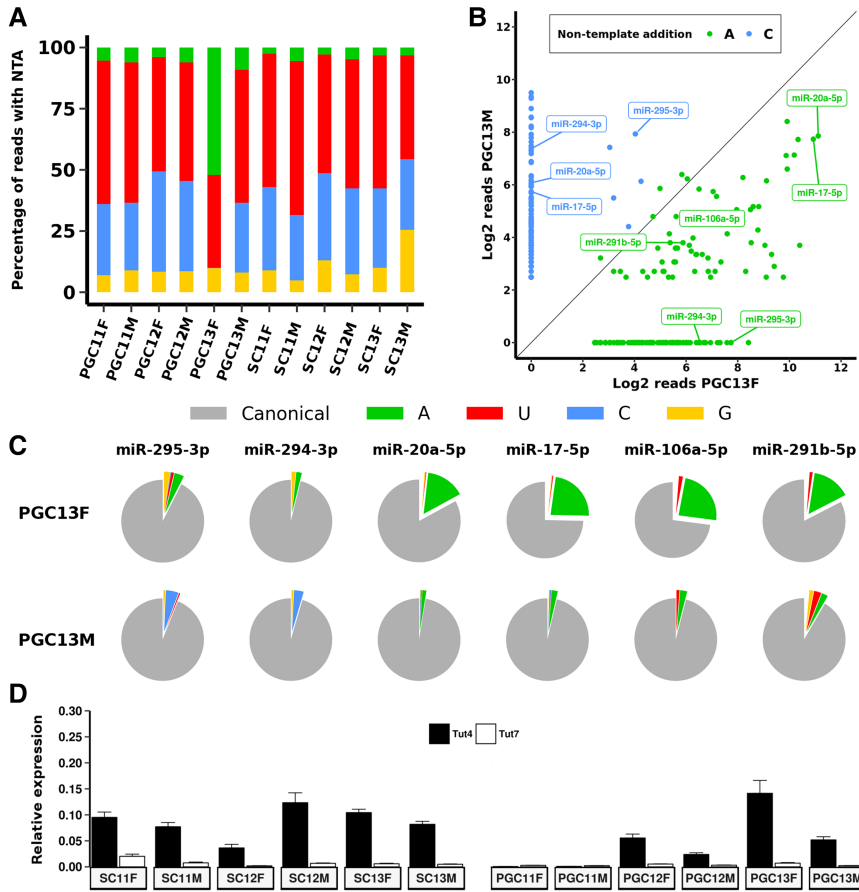 A
Percentage of reads with NTA
100
75
50
25
0
PGC11F
PGC11M
PGC12F
PGC12M
PGC13F
PGC13M
SC11F
SC11M
SC12F
SC12M
SC13F
SC13M
B
Log2 reads PGC13M
12
10
8
6
4
2
0
Non-template addition A C
miR-20a-5p
miR-295-3p
miR-294-3p
miR-20a-5p
miR-17-5p
miR-17-5p
miR-106a-5p
miR-291b-5p
miR-294-3p
miR-295-3p
0 2 4 6 8 10 12
Log2 reads PGC13F
Canonical A U C G
C
miR-295-3p miR-294-3p miR-20a-5p miR-17-5p miR-106a-5p miR-291b-5p
PGC13F
PGC13M
D
Relative expression
0.30
0.25
0.20
0.15
0.10
0.05
0.00
Tut4 Tut7
SC11F SC11M SC12F SC12M SC13F SC13M PGC11F PGC11M PGC12F PGC12M PGC13F PGC13M